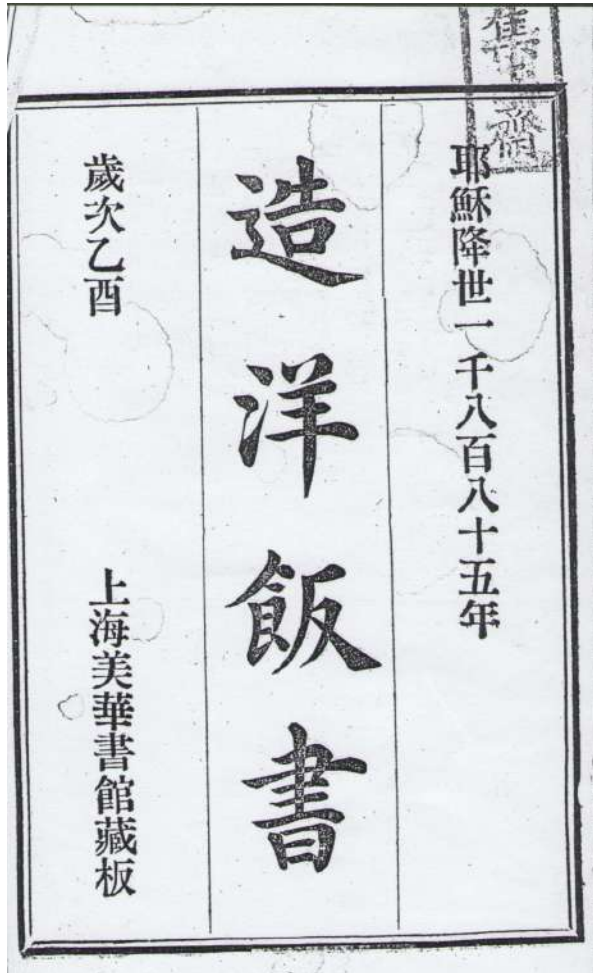 耶穌降世一千八百八十五年
造洋飯書
歲次乙酉
上海美華書館藏板